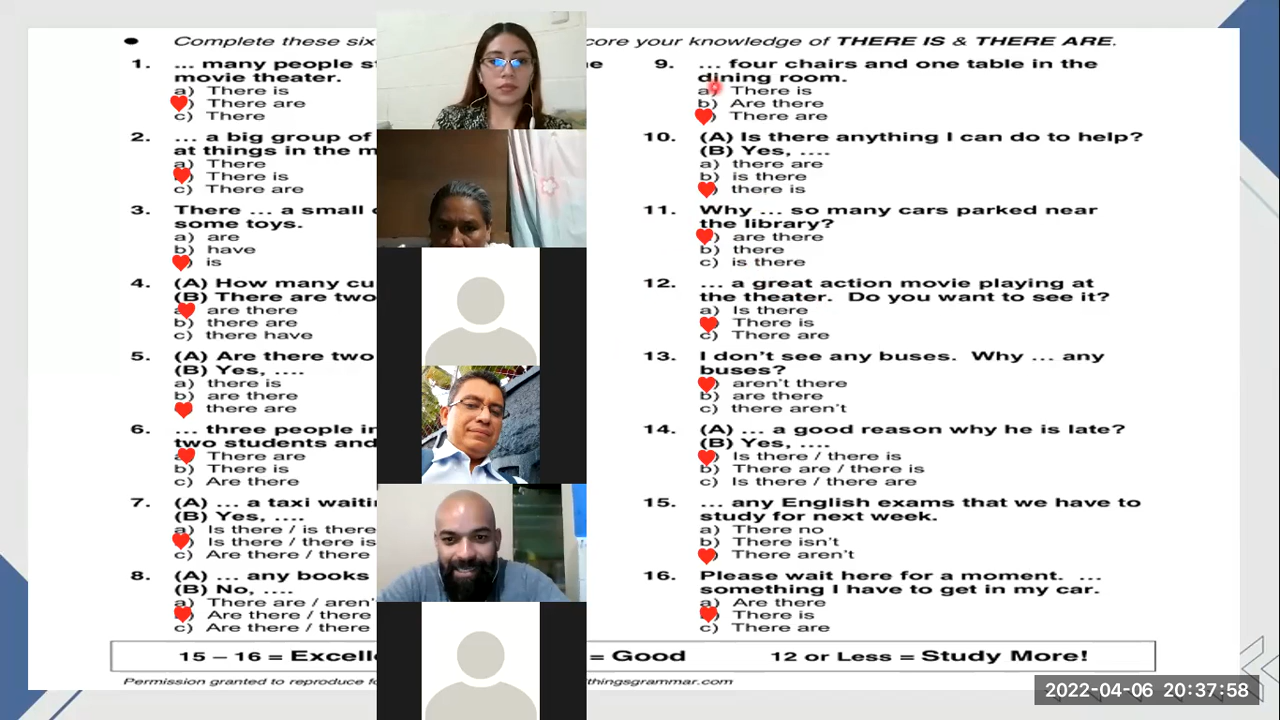 Complete these six
core your knowledge of THERE IS & THERE ARE.
1. ... many people
movie theater.
a) There is
There are
c) There
2. ... a big group of
at things in the
a) There
There is
c) There are
3. There ... a small
some toys.
a) are
b) have
is
4. (A) How many
(B) There are two
are there
b) there are
c) there have
5. (A) Are there two
(B) Yes, ....
a) there is
b) are there
there are
6. ... three people in
two students and
There are
b) There is
c) Are there
7. (A) ... a taxi
(B) Yes, ....
a) Is there / is there
Is there / there is
c) Are there / there
8. (A) ... any books
(B) No, ....
a) There are / aren'
Are there / there
c) Are there / there
9. ... four chairs and one table in the
dining room.
a) There is
b) Are there
There are
10. (A) Is there anything I can do to help?
(B) Yes, ....
a) there are
b) is there
there is
11. Why ... so many cars parked near
the library?
are there
b) there
c) is there
12. ... a great action movie playing at
the theater. Do you want to see it?
a) Is there
There is
c) There are
13. I don't see any buses. Why ... any
buses?
aren't there
b) are there
c) there aren't
14. (A) ... a good reason why he is late?
(B) Yes, ....
Is there / there is
b) There are / there is
c) Is there / there are
15. ... any English exams that we have to
study for next week.
a) There no
b) There isn't
There aren't
16. Please wait here for a moment. ...
something I have to get in my car.
a) Are there
There is
c) There are
15 – 16 = = Good 12 or Less = Study More!
Permission granted to reproduce thingsgrammar.com
2022-04-06 20:37:58